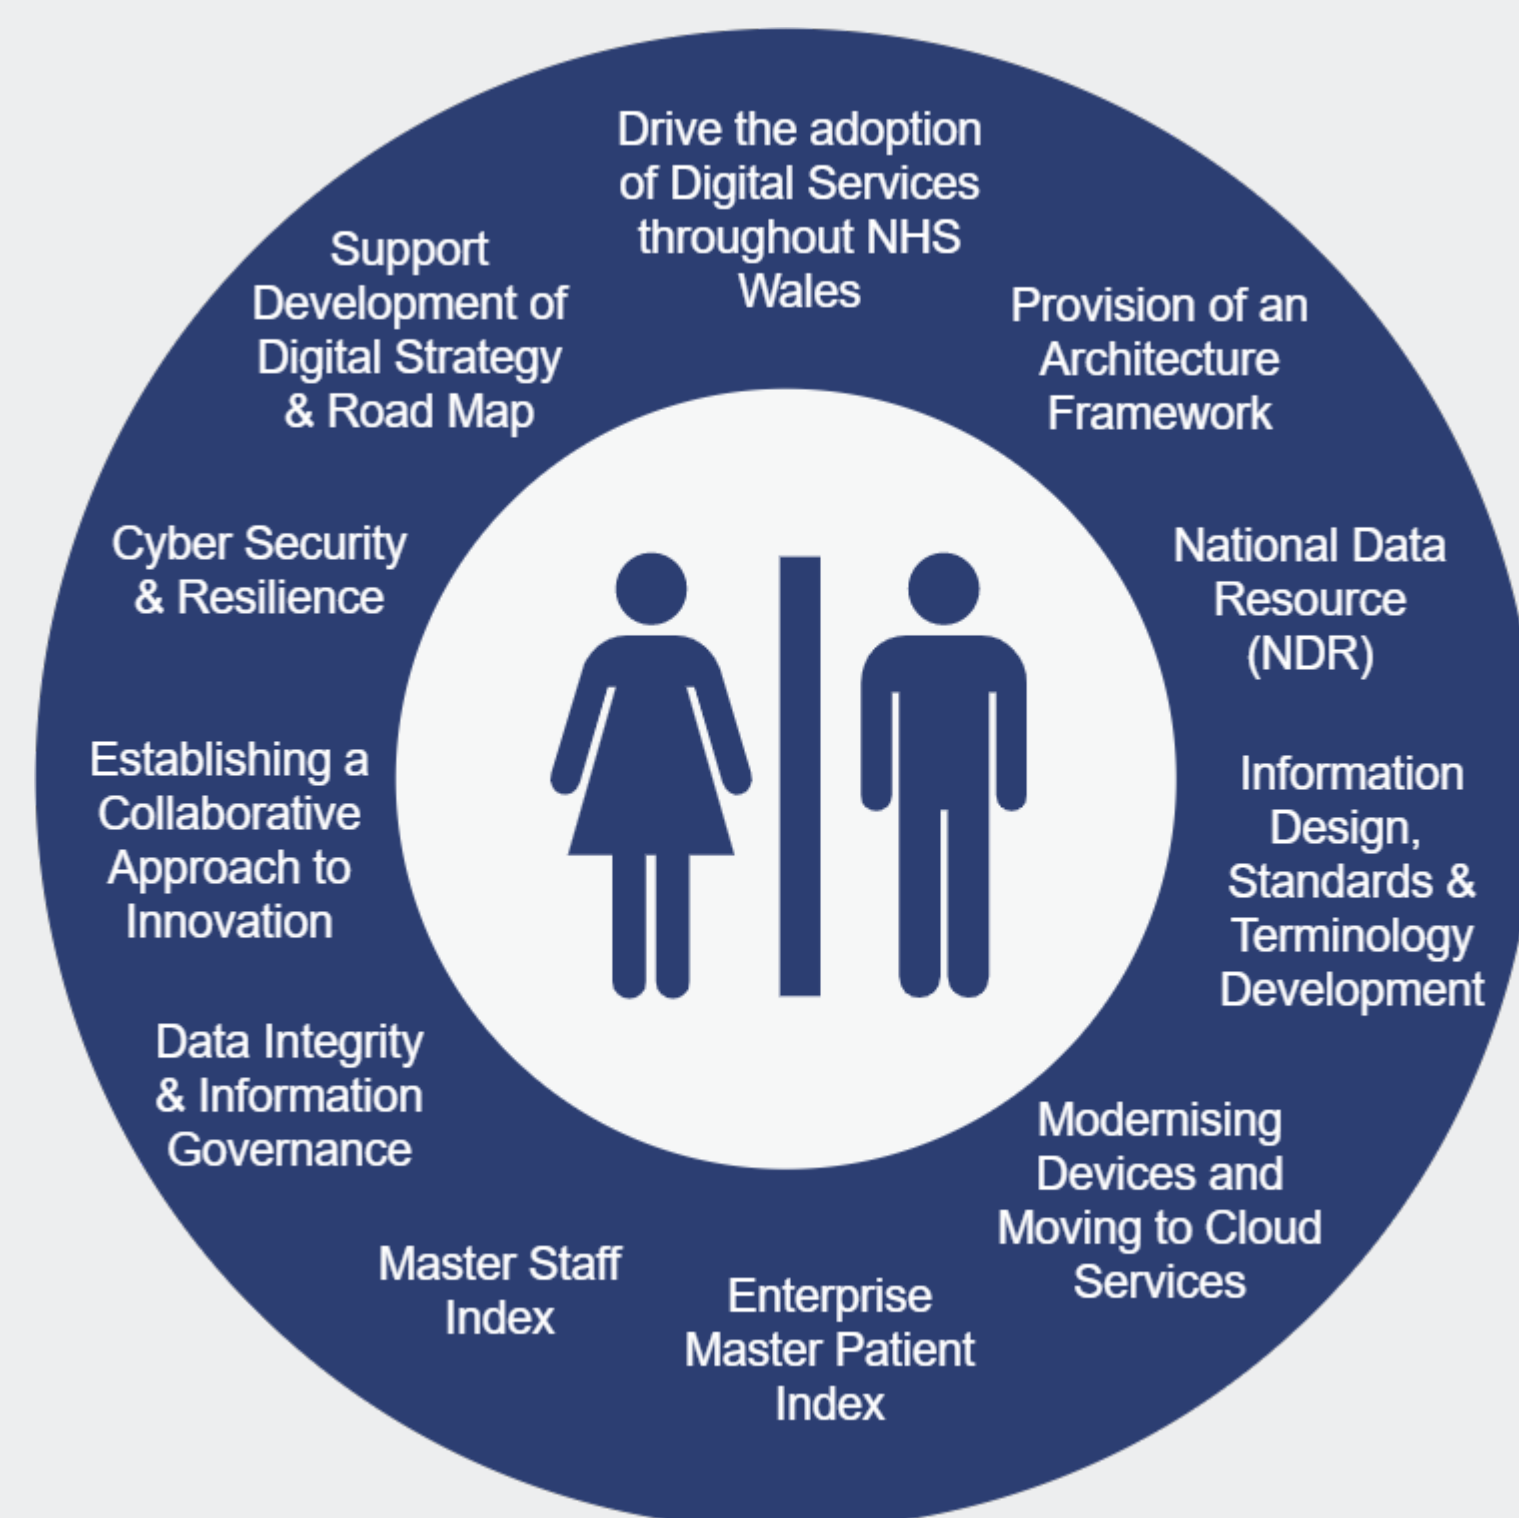 Drive the adoption
of Digital Services
throughout NHS
Wales
Provision of an
Architecture
Framework
National Data
Resource
(NDR)
Information
Design,
Standards &
Terminology
Development
Modernising
Devices and
Moving to Cloud
Services
Enterprise
Master Patient
Index
Master Staff
Index
Data Integrity
& Information
Governance
Establishing a
Collaborative
Approach to
Innovation
Cyber Security
& Resilience
Support
Development of
Digital Strategy
& Road Map